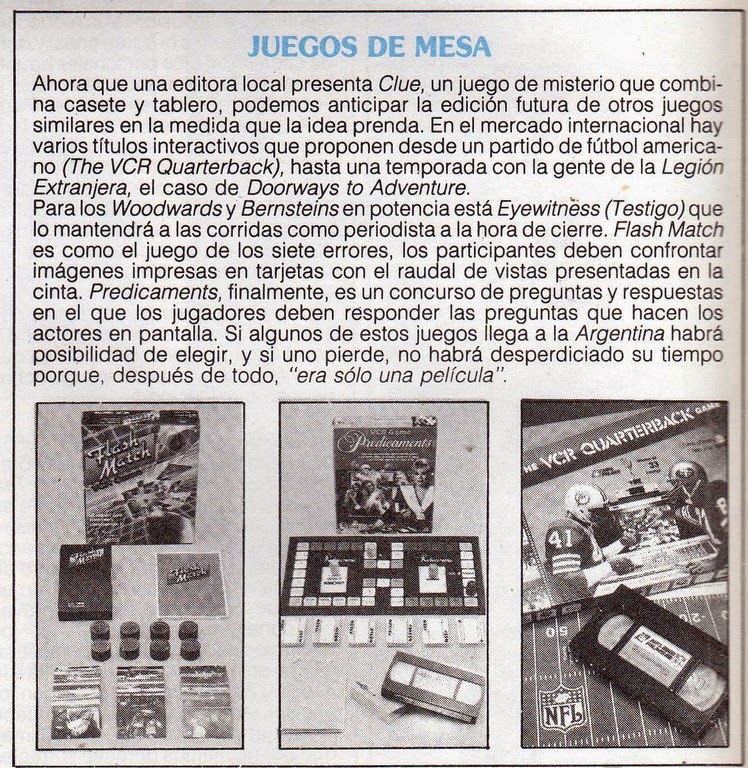 JUEGOS DE MESA
Ahora que una editora local presenta Clue, un juego de misterio que combi-
na casete y tablero, podemos anticipar la edición futura de otros juegos
similares en la medida que la idea prenda. En el mercado internacional hay
varios títulos interactivos que proponen desde un partido de fútbol america-
no (The VCR Quarterback), hasta una temporada con la gente de la Legión
Extranjera, el caso de Doorways to Adventure.
Para los Woodwards y Bernsteins en potencia está Eyewitness (Testigo) que
lo mantendrá a las corridas como periodista a la hora de cierre. Flash Match
es como el juego de los siete errores, los participantes deben confrontar
imágenes impresas en tarjetas con el raudal de vistas presentadas en la
cinta. Predicaments, finalmente, es un concurso de preguntas y respuestas
en el que los jugadores deben responder las preguntas que hacen los
actores en pantalla. Si algunos de estos juegos llega a la Argentina habrá
posibilidad de elegir, y si uno pierde, no habrá desperdiciado su tiempo
porque, después de todo, "era sólo una película".
Flash
Match
Flash
Match
Predicaments
THE VCR QUARTERBACK GAME
33
41
50
NFL